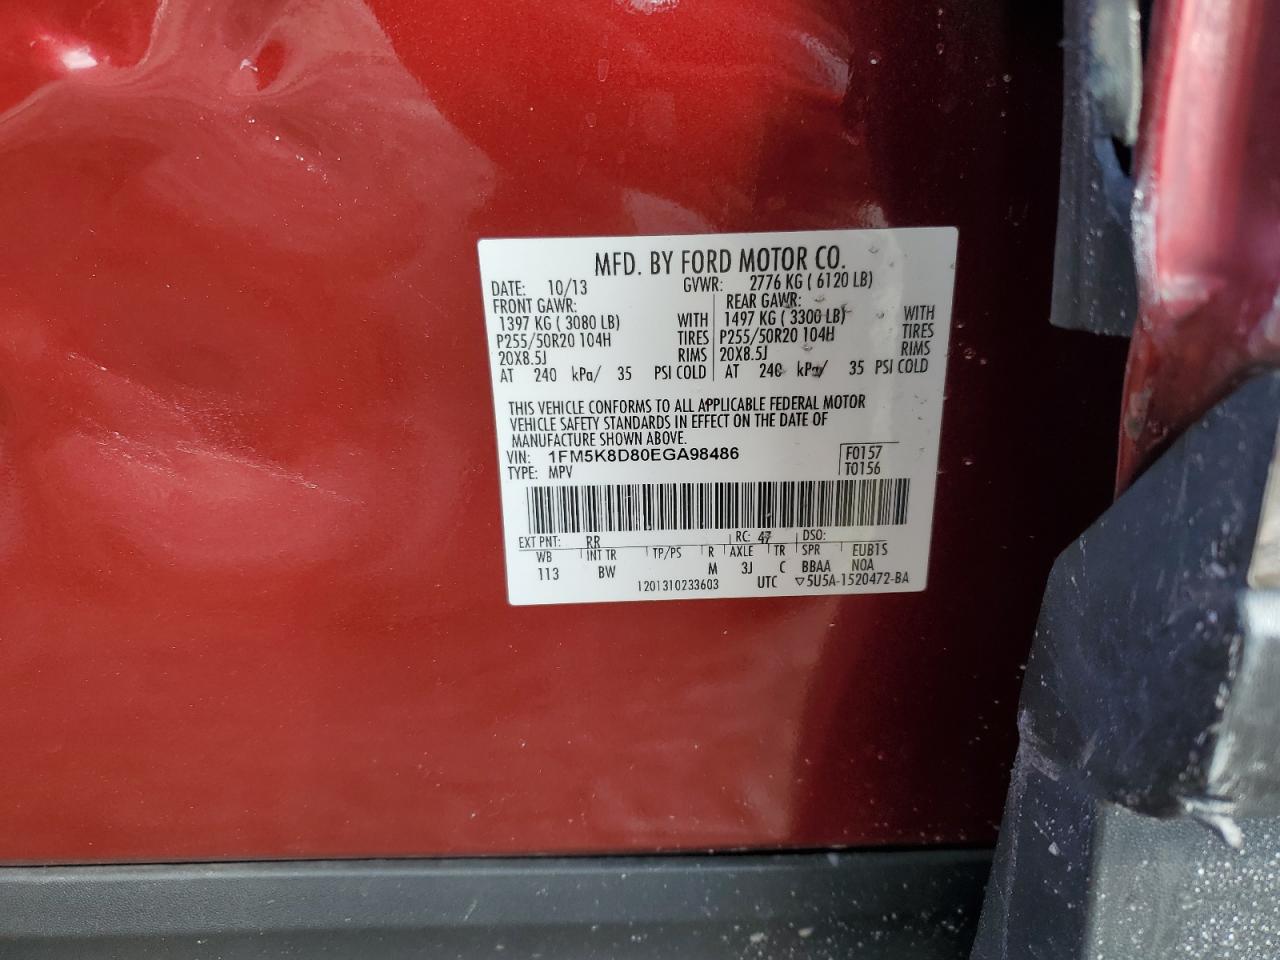 MFD. BY FORD MOTOR CO.
DATE: 10/13 GVWR: 2776 KG ( 6120 LB)
FRONT GAWR: REAR GAWR:
1397 KG ( 3080 LB) WITH 1497 KG ( 3300 LB) WITH
P255/50R20 104H TIRES P255/50R20 104H TIRES
20X8.5J RIMS 20X8.5J RIMS
AT 240 kPa/ 35 PSI COLD AT 240 kPa/ 35 PSI COLD
THIS VEHICLE CONFORMS TO ALL APPLICABLE FEDERAL MOTOR
VEHICLE SAFETY STANDARDS IN EFFECT ON THE DATE OF
MANUFACTURE SHOWN ABOVE.
VIN: 1FM5K8D80EGA98486 F0157
TYPE: MPV T0156
EXT PNT: RR RC: 47 DSO:
WB INT TR TP/PS R AXLE TR SPR EUB1S
113 BW M 3J C BBAA NOA
1201310233603 UTC ▽5U5A-1520472-BA